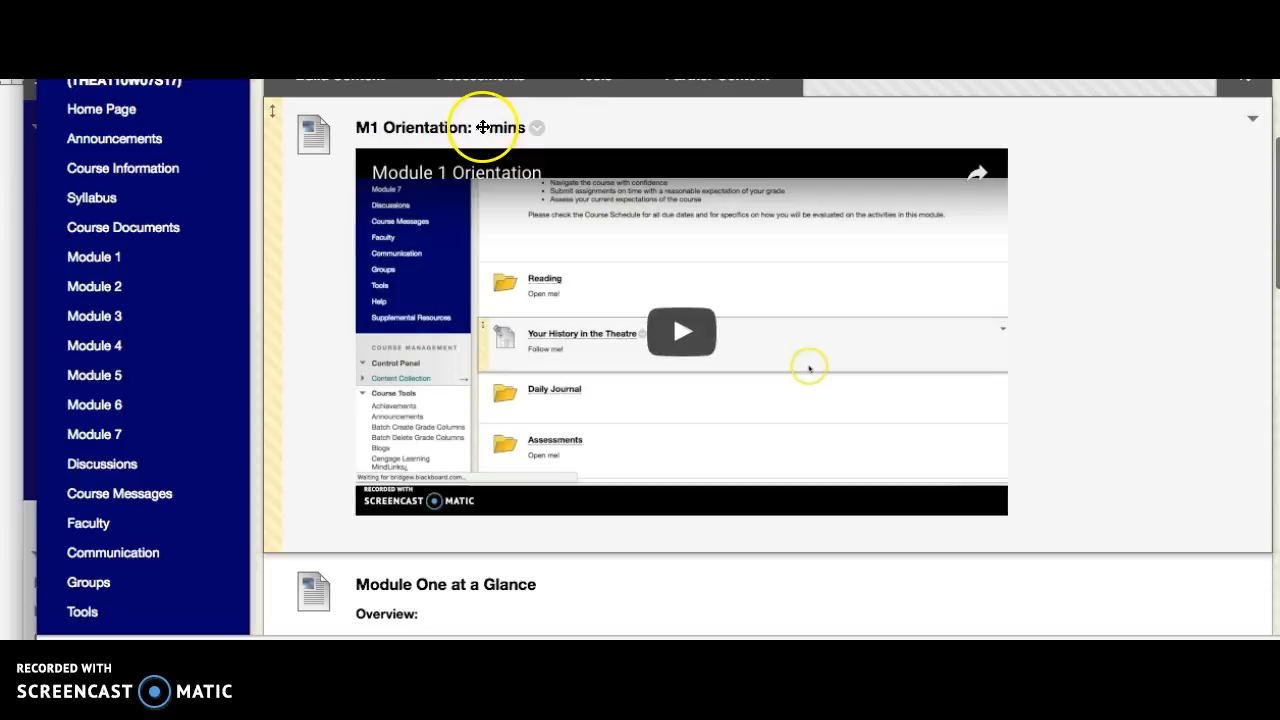 (THEAT10W07S17)
Home Page
Announcements
Course Information
Syllabus
Course Documents
Module 1
Module 2
Module 3
Module 4
Module 5
Module 6
Module 7
Discussions
Course Messages
Faculty
Communication
Groups
Tools
M1 Orientation: mins
Module 1 Orientation
Module 7
Discussions
Course Messages
Faculty
Communication
Groups
Tools
Help
Supplemental Resources
COURSE MANAGEMENT
Control Panel
Content Collection
Course Tools
Achievements
Announcements
Batch Create Grade Columns
Batch Delete Grade Columns
Blogs
Cengage Learning
MindLinks
Waiting for bridgew.blackboard.com...
Navigate the course with confidence
Submit assignments on time with a reasonable expectation of your grade
Assess your current expectations of the course
Please check the Course Schedule for all due dates and for specifics on how you will be evaluated on the activities in this module.
Reading
Open me!
Your History in the Theatre
Follow me!
Daily Journal
Assessments
Open me!
RECORDED WITH
SCREENCAST MATIC
Module One at a Glance
Overview:
RECORDED WITH
SCREENCAST MATIC